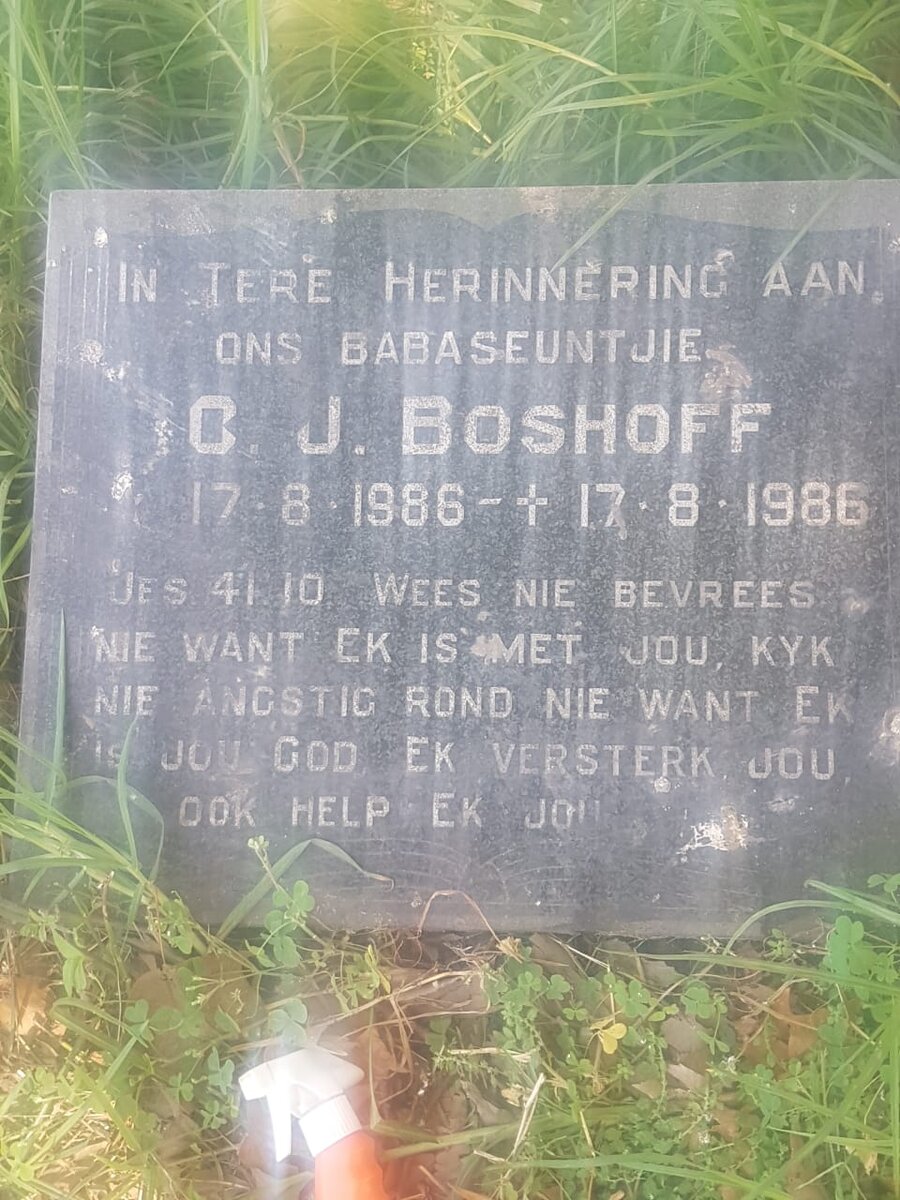 IN TERE HERINNERING AAN
ONS BABASEUNTJIE
C. J. BOSHOFF
17·8·1986-✝17·8·1986
JES. 41:10 WEES NIE BEVREES
NIE WANT EK IS MET JOU, KYK
NIE ANGSTIG ROND NIE WANT EK
IS JOU GOD. EK VERSTERK JOU,
OOK HELP EK JOU